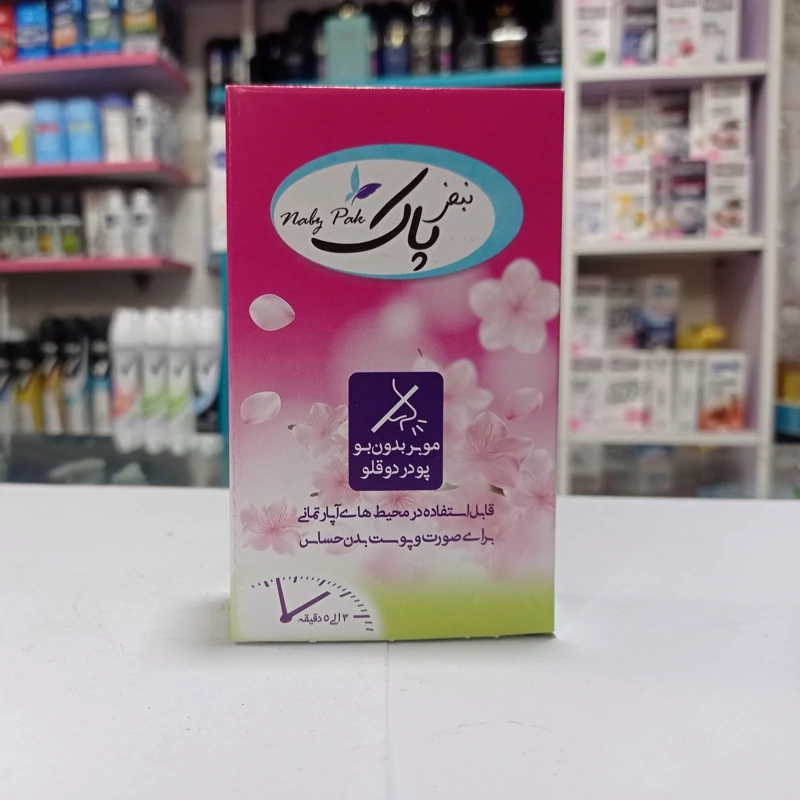 نبض
پاک
Nabz Pak
موبر بدون بو
پودر دوقلو
قابل استفاده در محیط های آپارتمانی
برای صورت و پوست بدن حساس
۳ الی ۵ دقیقه